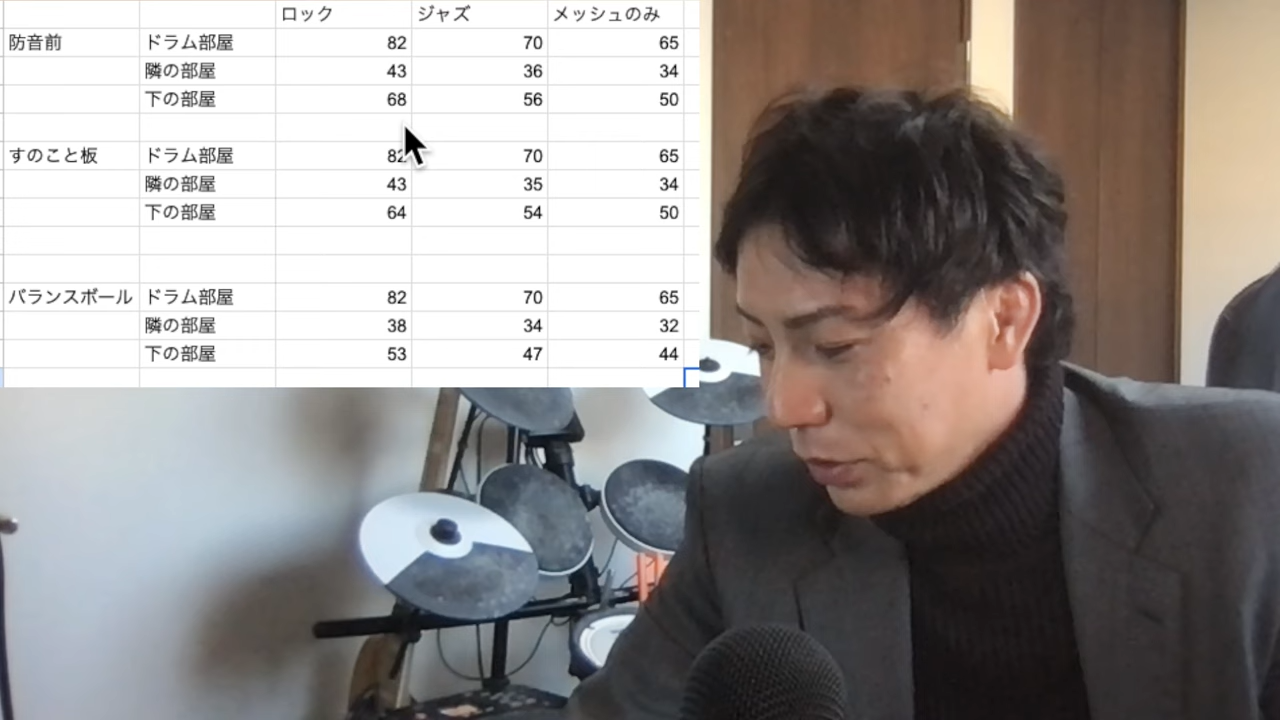 ロック ジャズ メッシュのみ
防音前 ドラム部屋 82 70 65
隣の部屋 43 36 34
下の部屋 68 56 50
すのこと板 ドラム部屋 82 70 65
隣の部屋 43 35 34
下の部屋 64 54 50
バランスボール ドラム部屋 82 70 65
隣の部屋 38 34 32
下の部屋 53 47 44